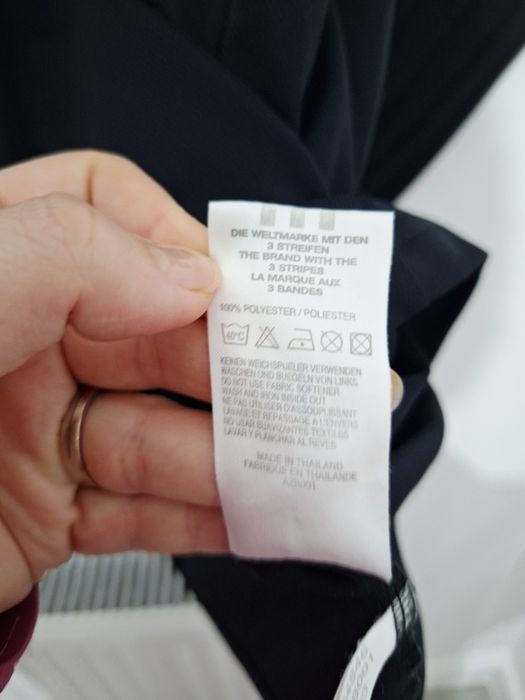 DIE WELTMARKE MIT DEN
3 STREIFEN
THE BRAND WITH THE
3 STRIPES
LA MARQUE AUX
3 BANDES
100% POLYESTER / POLIESTER
40°C
KEINEN WEICHSPUELER VERWENDEN
WASCHEN UND BUEGELN VON LINKS
DO NOT USE FABRIC SOFTENER
WASH AND IRON INSIDE OUT
NE PAS UTILISER D'ASSOUPLISSANT
LAVAGE ET REPASSAGE A L'ENVERS
NO USAR SUAVIZANTES TEXTILES
LAVAR Y PLANCHAR AL REVES
MADE IN THAILAND
FABRIQUE EN THAILANDE